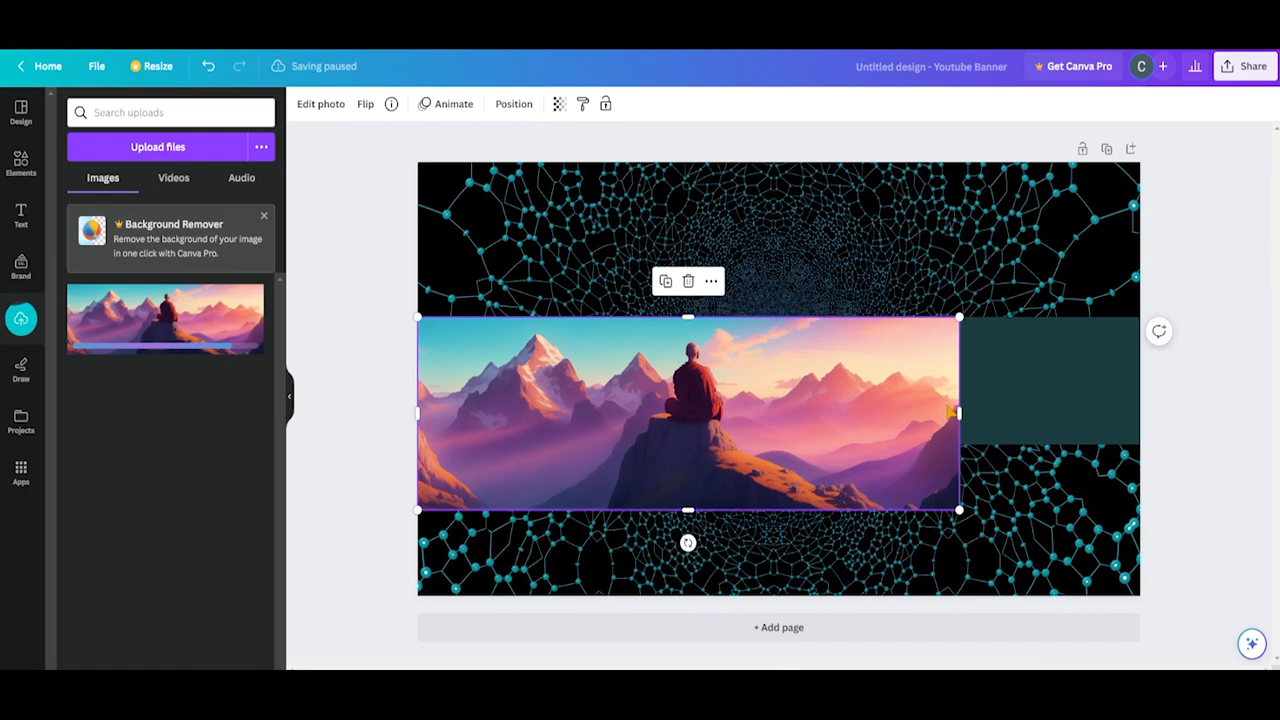 Home
File
Resize
Saving paused
Untitled design - Youtube Banner
Get Canva Pro
C
Share
Design
Elements
Text
Brand
Draw
Projects
Apps
Search uploads
Upload files
Images
Videos
Audio
Background Remover
Remove the background of your image
in one click with Canva Pro.
Edit photo
Flip
Animate
Position
+ Add page